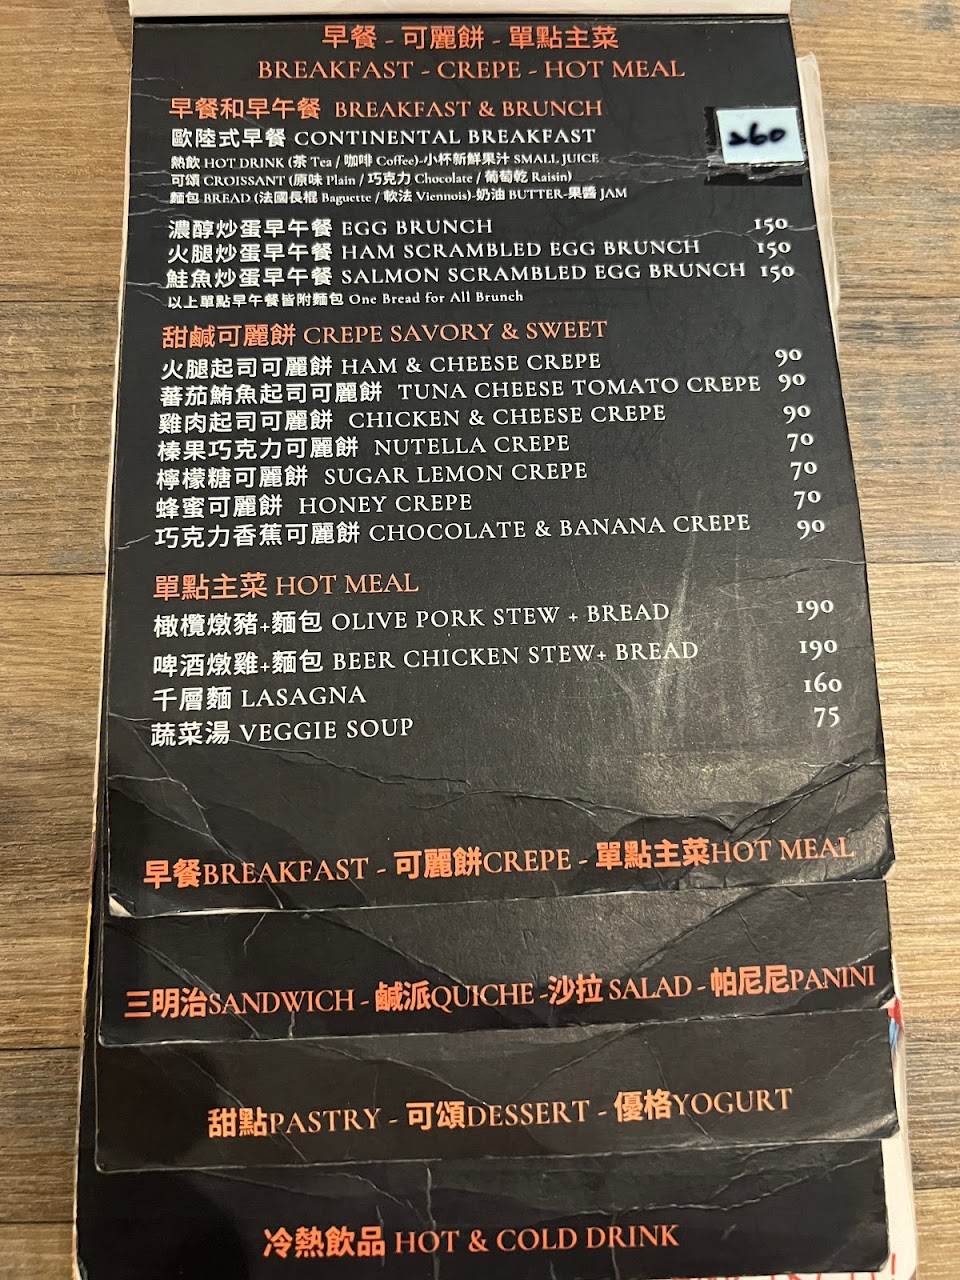 早餐 - 可麗餅 - 單點主菜
BREAKFAST - CREPE - HOT MEAL
早餐和早午餐 BREAKFAST & BRUNCH
歐陸式早餐 CONTINENTAL BREAKFAST 260
熱飲 HOT DRINK (茶 Tea / 咖啡 Coffee)-小杯新鮮果汁 SMALL JUICE
可頌 CROISSANT (原味 Plain / 巧克力 Chocolate / 葡萄乾 Raisin)
麵包 BREAD (法國長棍 Baguette / 軟法 Viennois)-奶油 BUTTER-果醬 JAM
濃醇炒蛋早午餐 EGG BRUNCH 150
火腿炒蛋早午餐 HAM SCRAMBLED EGG BRUNCH 150
鮭魚炒蛋早午餐 SALMON SCRAMBLED EGG BRUNCH 150
以上單點早午餐皆附麵包 One Bread for All Brunch
甜鹹可麗餅 CREPE SAVORY & SWEET
火腿起司可麗餅 HAM & CHEESE CREPE 90
蕃茄鮪魚起司可麗餅 TUNA CHEESE TOMATO CREPE 90
雞肉起司可麗餅 CHICKEN & CHEESE CREPE 90
榛果巧克力可麗餅 NUTELLA CREPE 70
檸檬糖可麗餅 SUGAR LEMON CREPE 70
蜂蜜可麗餅 HONEY CREPE 70
巧克力香蕉可麗餅 CHOCOLATE & BANANA CREPE 90
單點主菜 HOT MEAL
橄欖燉豬+麵包 OLIVE PORK STEW + BREAD 190
啤酒燉雞+麵包 BEER CHICKEN STEW+ BREAD 190
千層麵 LASAGNA 160
蔬菜湯 VEGGIE SOUP 75
早餐BREAKFAST - 可麗餅CREPE - 單點主菜HOT MEAL
三明治SANDWICH - 鹹派QUICHE -沙拉 SALAD - 帕尼尼PANINI
甜點PASTRY - 可頌DESSERT - 優格YOGURT
冷熱飲品 HOT & COLD DRINK